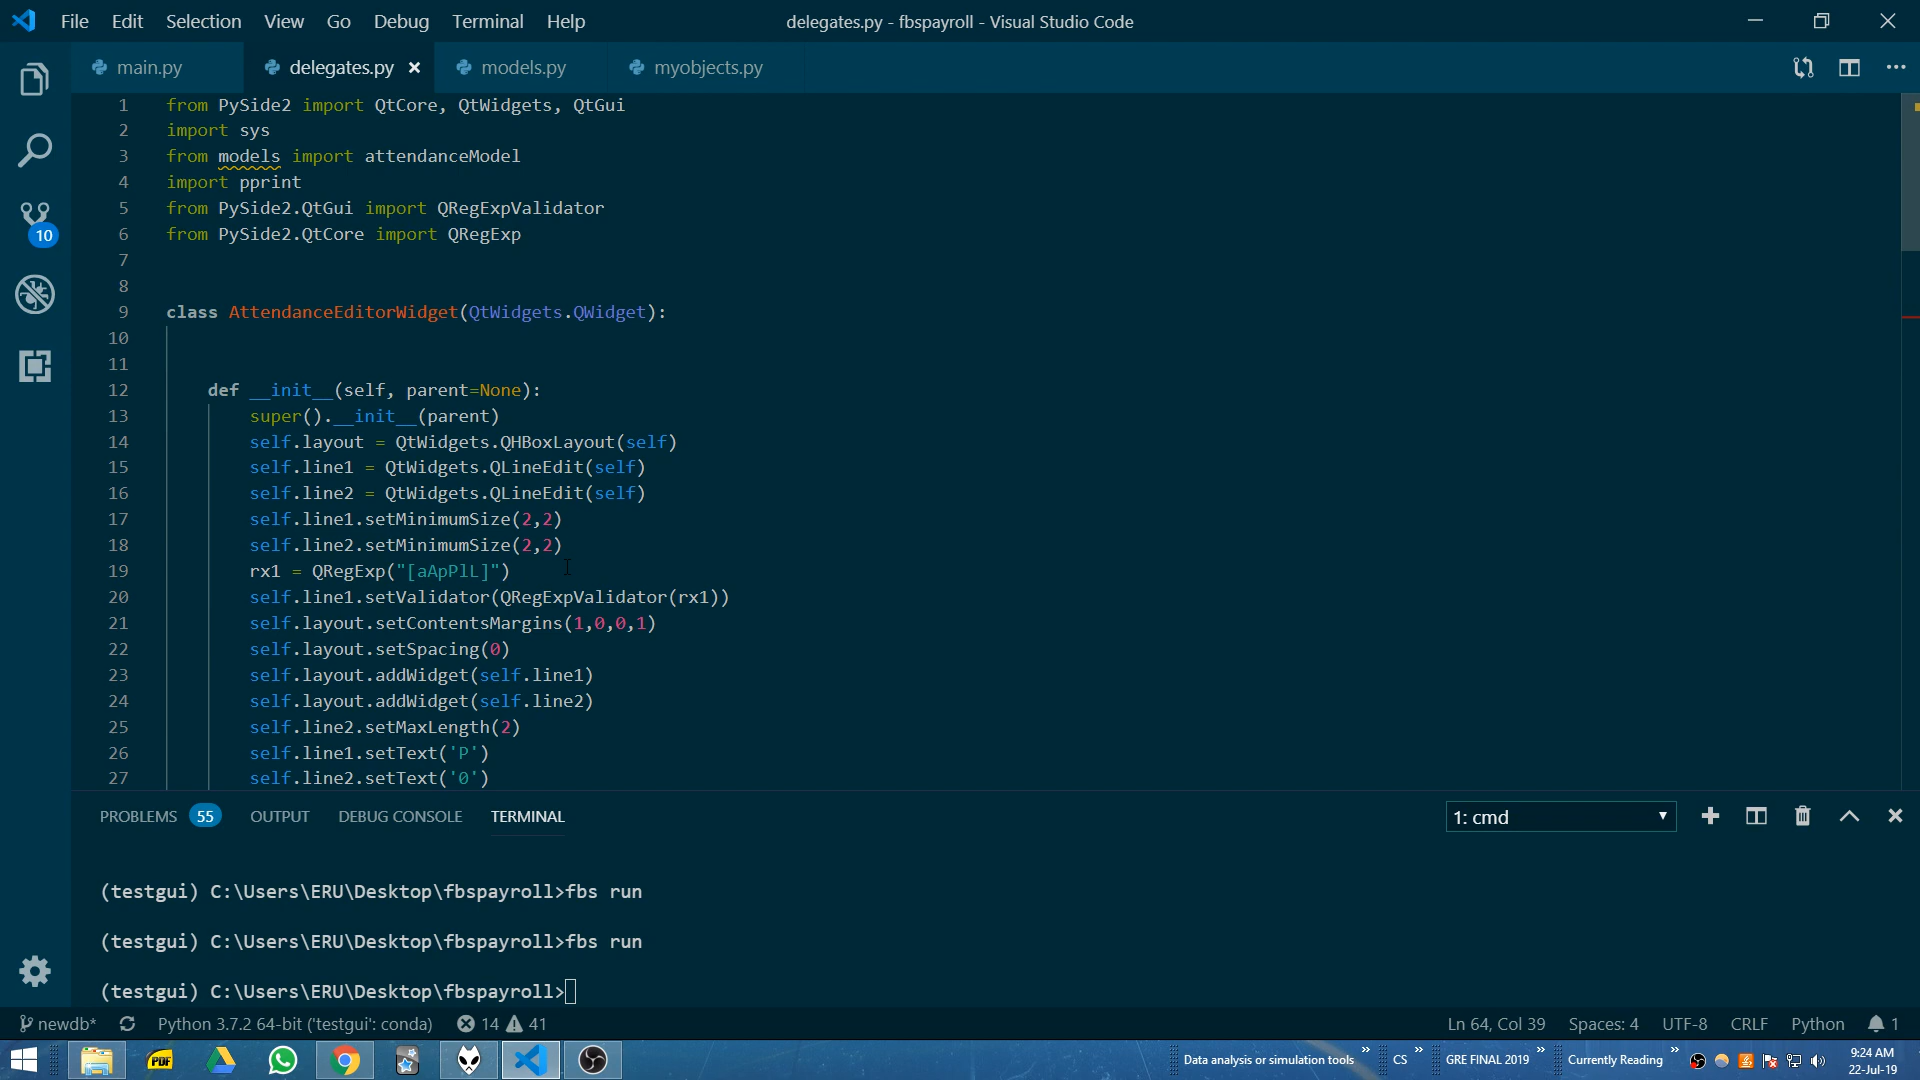 File Edit Selection View Go Debug Terminal Help
delegates.py - fbspayroll - Visual Studio Code
main.py
delegates.py
models.py
myobjects.py
1 from PySide2 import QtCore, QtWidgets, QtGui
2 import sys
3 from models import attendanceModel
4 import pprint
5 from PySide2.QtGui import QRegExpValidator
6 from PySide2.QtCore import QRegExp
7
8
9 class AttendanceEditorWidget(QtWidgets.QWidget):
10
11
12 def __init__(self, parent=None):
13 super().__init__(parent)
14 self.layout = QtWidgets.QHBoxLayout(self)
15 self.line1 = QtWidgets.QLineEdit(self)
16 self.line2 = QtWidgets.QLineEdit(self)
17 self.line1.setMinimumSize(2,2)
18 self.line2.setMinimumSize(2,2)
19 rx1 = QRegExp("[aApPlL]")
20 self.line1.setValidator(QRegExpValidator(rx1))
21 self.layout.setContentsMargins(1,0,0,1)
22 self.layout.setSpacing(0)
23 self.layout.addWidget(self.line1)
24 self.layout.addWidget(self.line2)
25 self.line2.setMaxLength(2)
26 self.line1.setText('P')
27 self.line2.setText('0')
10
PROBLEMS 55 OUTPUT DEBUG CONSOLE TERMINAL
1: cmd
(testgui) C:\Users\ERU\Desktop\fbspayroll>fbs run
(testgui) C:\Users\ERU\Desktop\fbspayroll>fbs run
(testgui) C:\Users\ERU\Desktop\fbspayroll>
newdb* Python 3.7.2 64-bit ('testgui': conda) 14 41
Ln 64, Col 39 Spaces: 4 UTF-8 CRLF Python 1
PDF
Data analysis or simulation tools » CS » GRE FINAL 2019 » Currently Reading »
9:24 AM
22-Jul-19